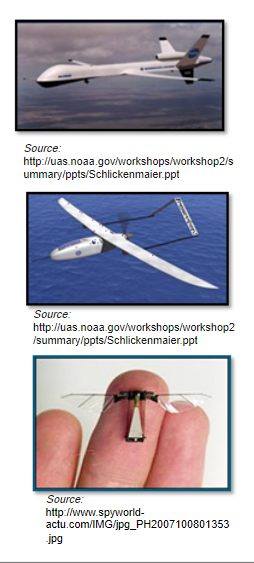 Source:
http://uas.noaa.gov/workshops/workshop2/s
ummary/ppts/Schlickenmaier.ppt
Source:
http://uas.noaa.gov/workshops/workshop2
/summary/ppts/Schlickenmaier.ppt
Source:
http://www.spyworld-
actu.com/IMG/jpg_PH2007100801353
.jpg